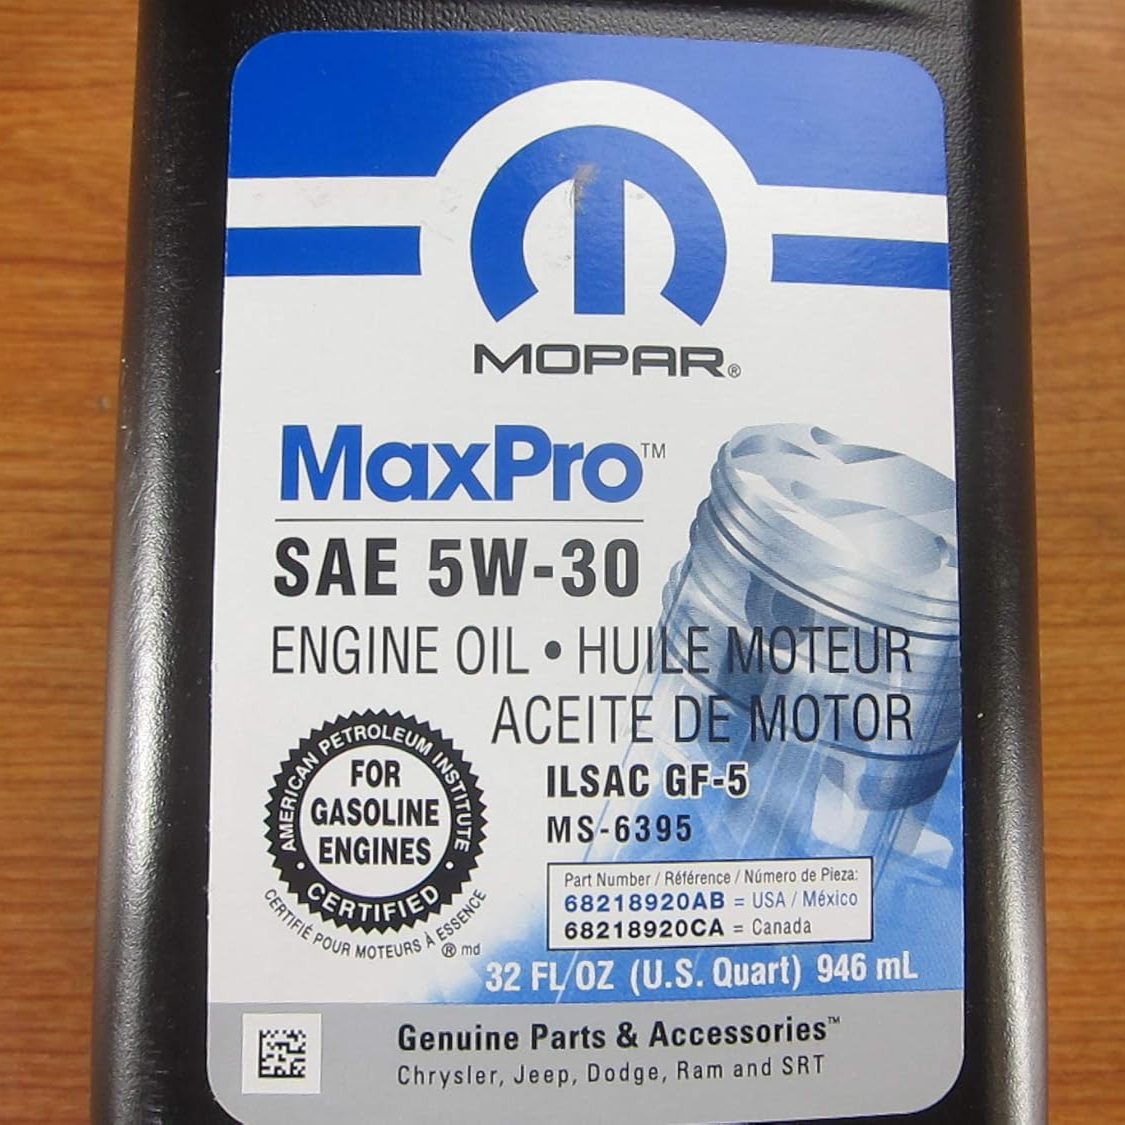 MOPAR®
MaxPro™
SAE 5W-30
ENGINE OIL • HUILE MOTEUR
ACEITE DE MOTOR
ILSAC GF-5
MS-6395
AMERICAN PETROLEUM INSTITUTE
FOR
GASOLINE
ENGINES
• CERTIFIED •
CERTIFIÉ POUR MOTEURS À ESSENCE
® md
Part Number / Référence / Número de Pieza:
68218920AB = USA / México
68218920CA = Canada
32 FL OZ (U.S. Quart) 946 mL
Genuine Parts & Accessories™
Chrysler, Jeep, Dodge, Ram and SRT